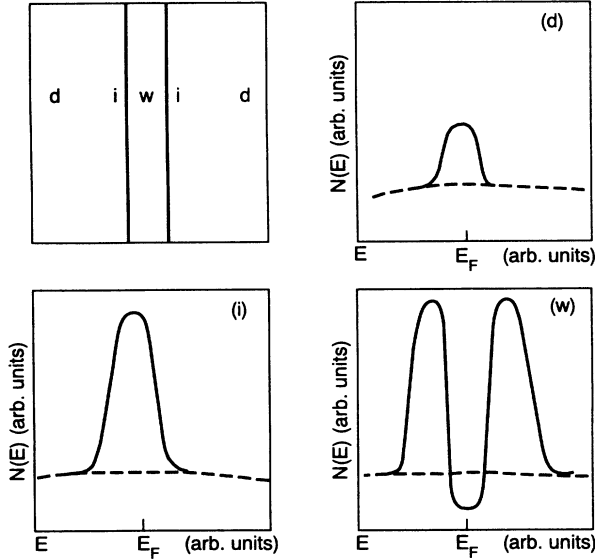 d i w i d
(d)
N(E) (arb. units)
E E_F (arb. units)
(i)
N(E) (arb. units)
E E_F (arb. units)
(w)
N(E) (arb. units)
E E_F (arb. units)